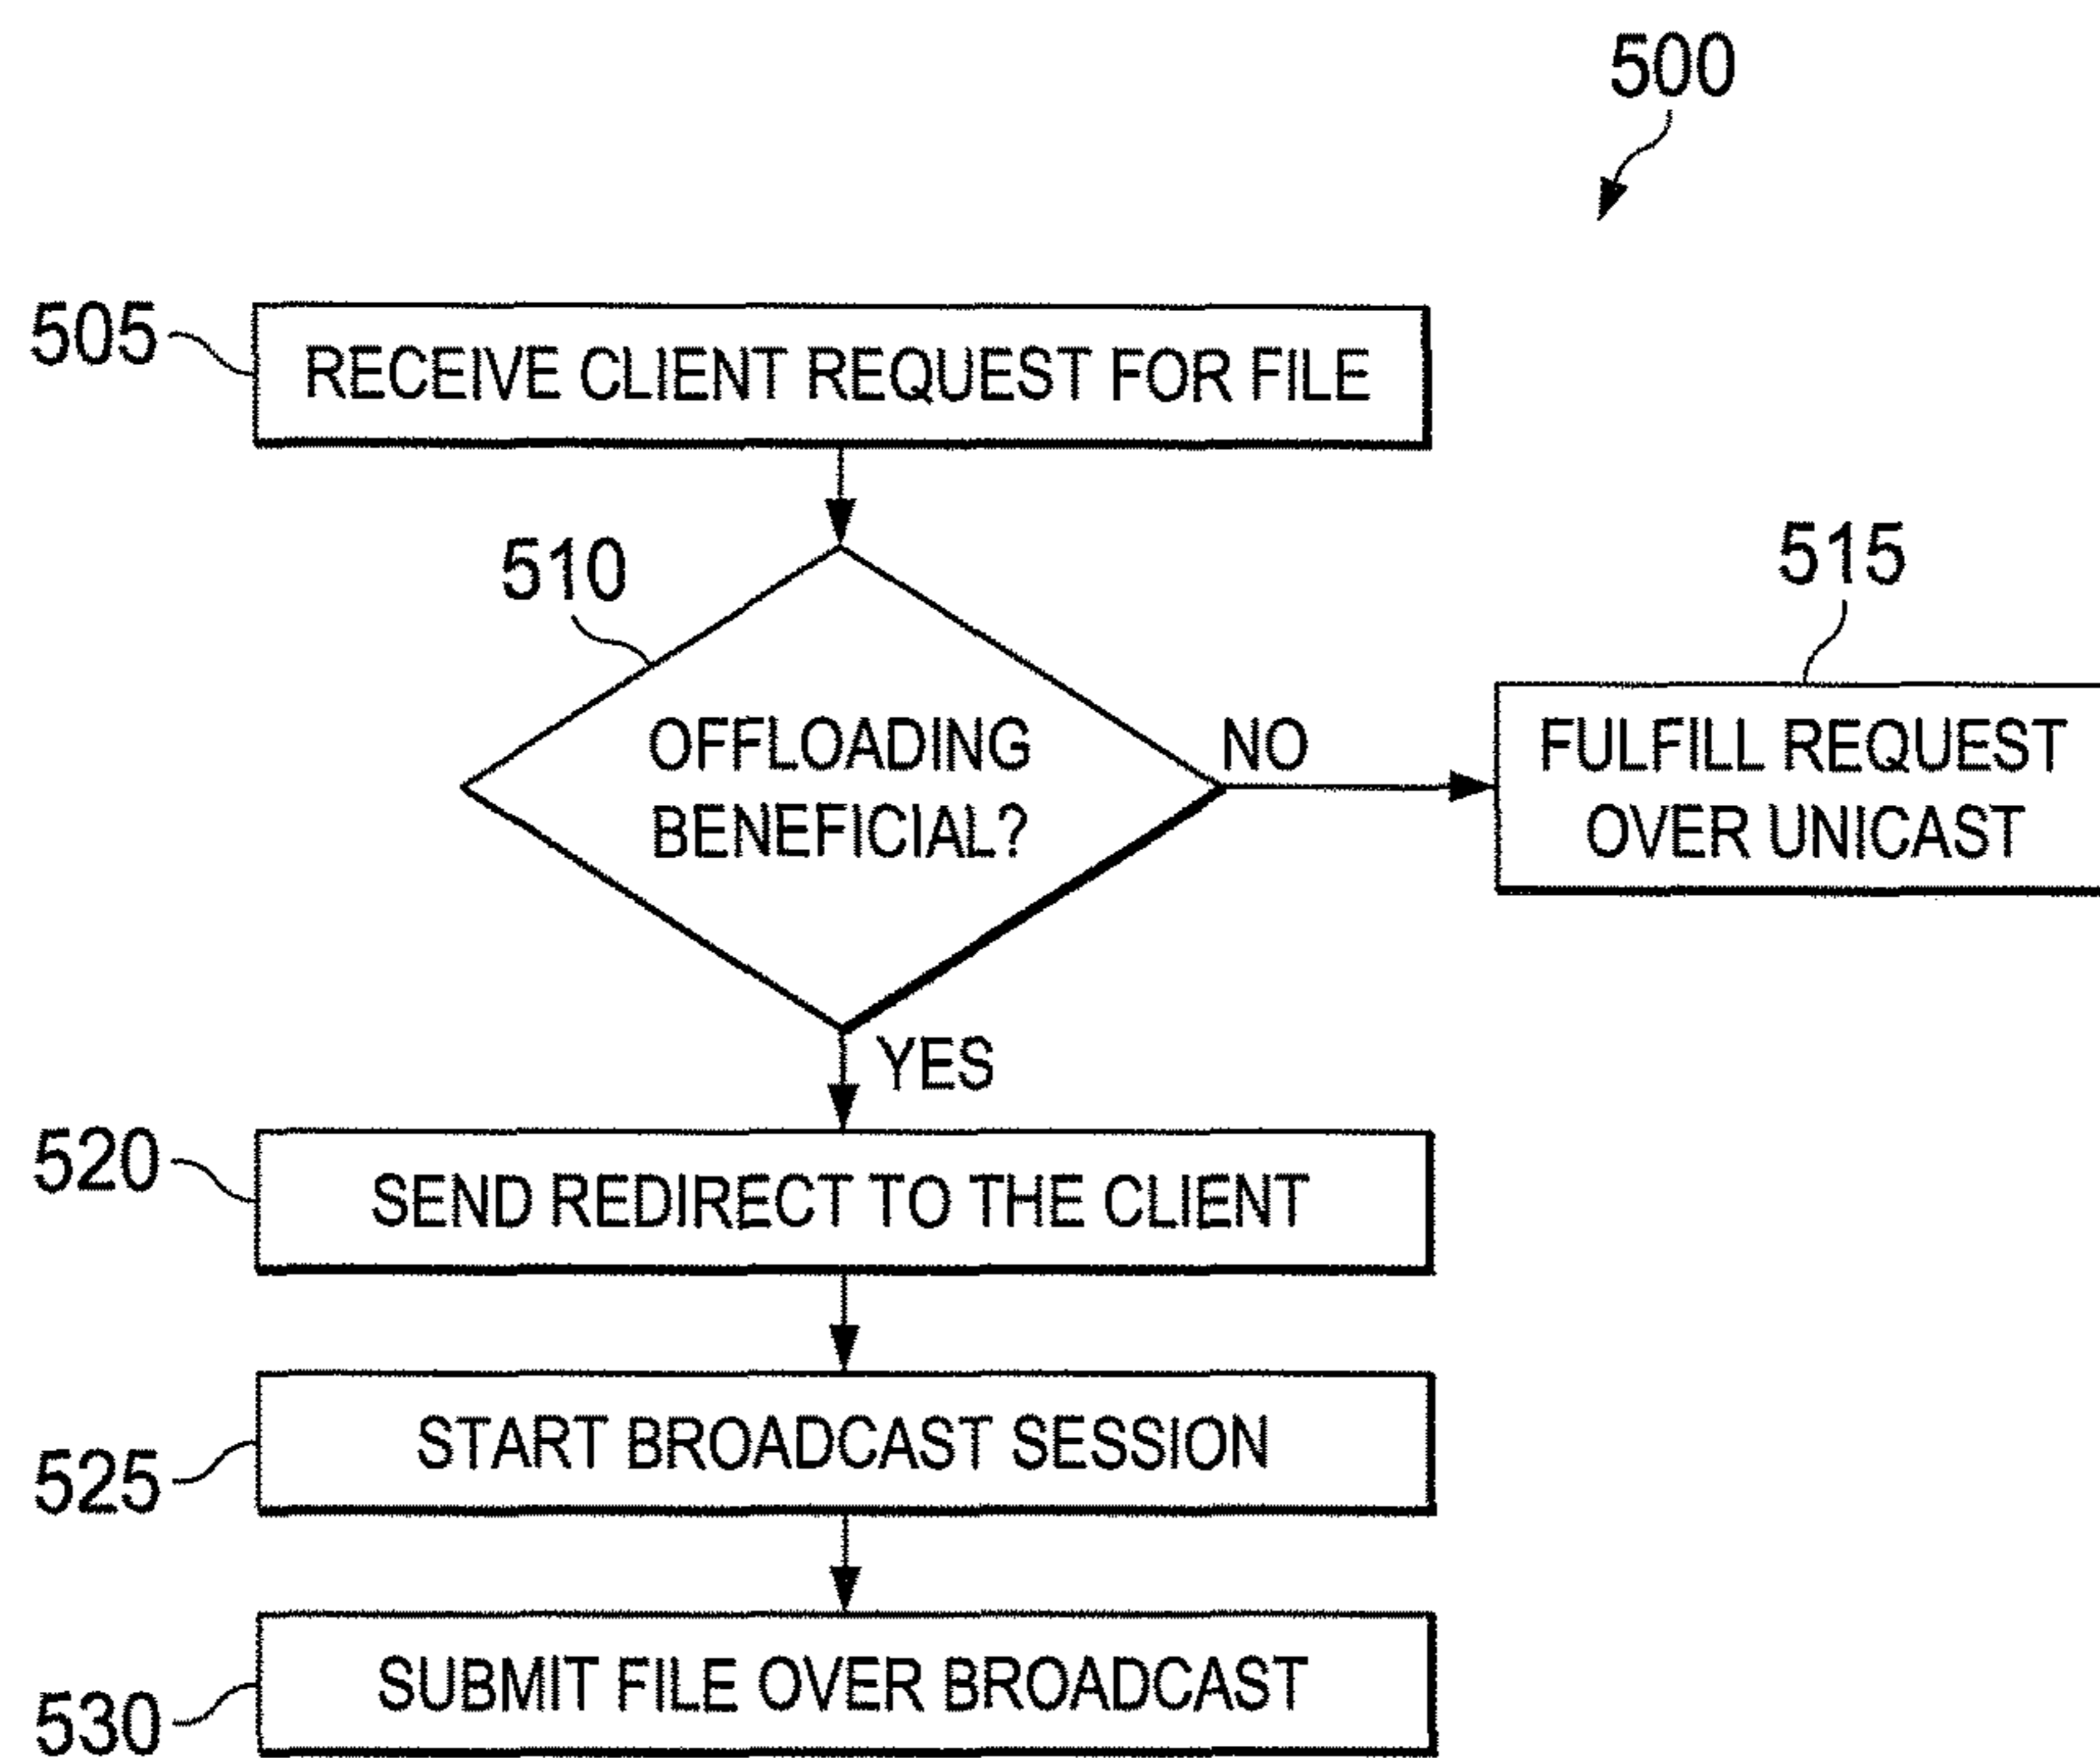 500
505
RECEIVE CLIENT REQUEST FOR FILE
510
515
OFFLOADING
BENEFICIAL?
NO
FULFILL REQUEST
OVER UNICAST
YES
520
SEND REDIRECT TO THE CLIENT
525
START BROADCAST SESSION
530
SUBMIT FILE OVER BROADCAST